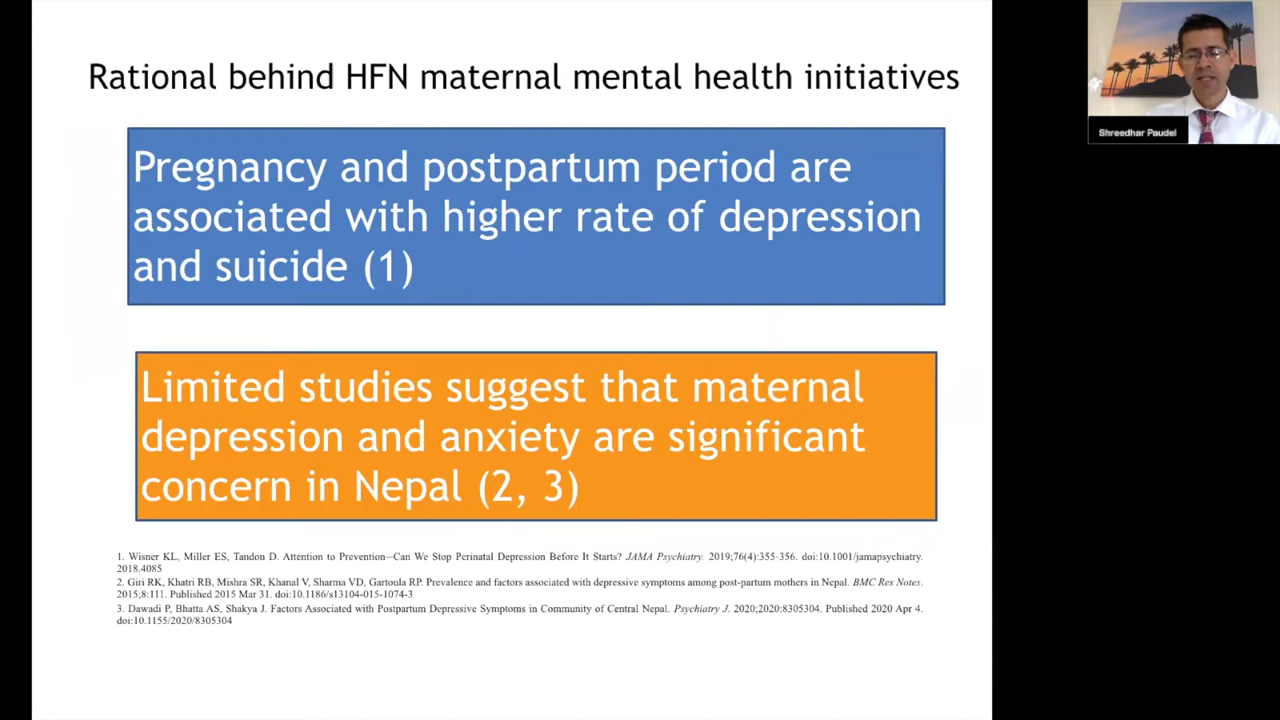 Rational behind HFN maternal mental health initiatives
Shreedhar Paudel
Pregnancy and postpartum period are
associated with higher rate of depression
and suicide (1)
Limited studies suggest that maternal
depression and anxiety are significant
concern in Nepal (2, 3)
1. Wisner KL, Miller ES, Tandon D. Attention to Prevention—Can We Stop Perinatal Depression Before It Starts? JAMA Psychiatry. 2019;76(4):355-356. doi:10.1001/jamapsychiatry.
2018.4085
2. Giri RK, Khatri RB, Mishra SR, Khanal V, Sharma VD, Gartoula RP. Prevalence and factors associated with depressive symptoms among post-partum mothers in Nepal. BMC Res Notes.
2015;8:111. Published 2015 Mar 31. doi:10.1186/s13104-015-1074-3
3. Dawadi P, Bhatta AS, Shakya J. Factors Associated with Postpartum Depressive Symptoms in Community of Central Nepal. Psychiatry J. 2020;2020:8305304. Published 2020 Apr 4.
doi:10.1155/2020/8305304